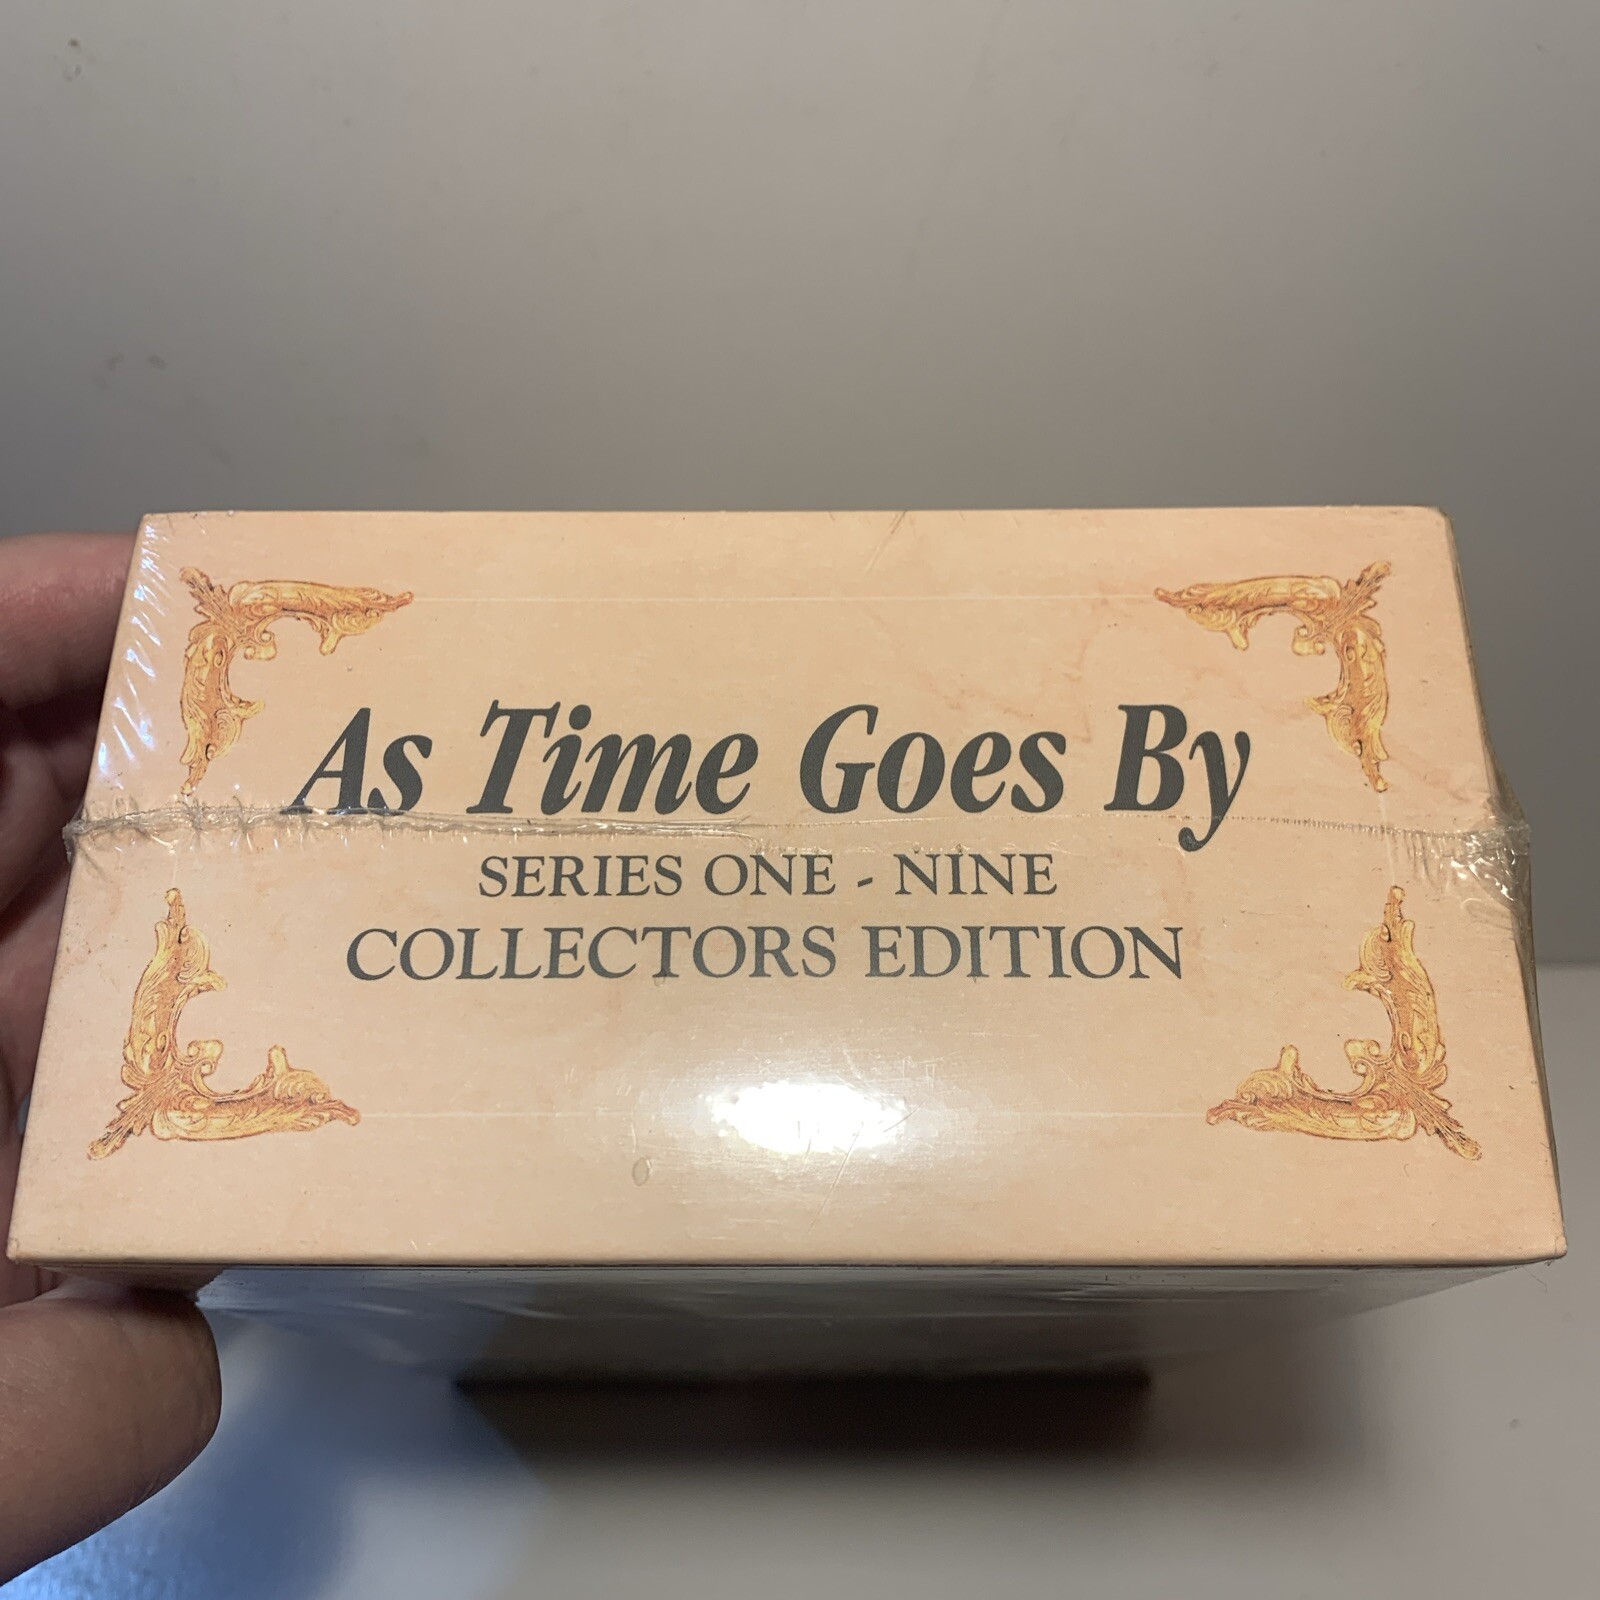 As Time Goes By
SERIES ONE - NINE
COLLECTORS EDITION